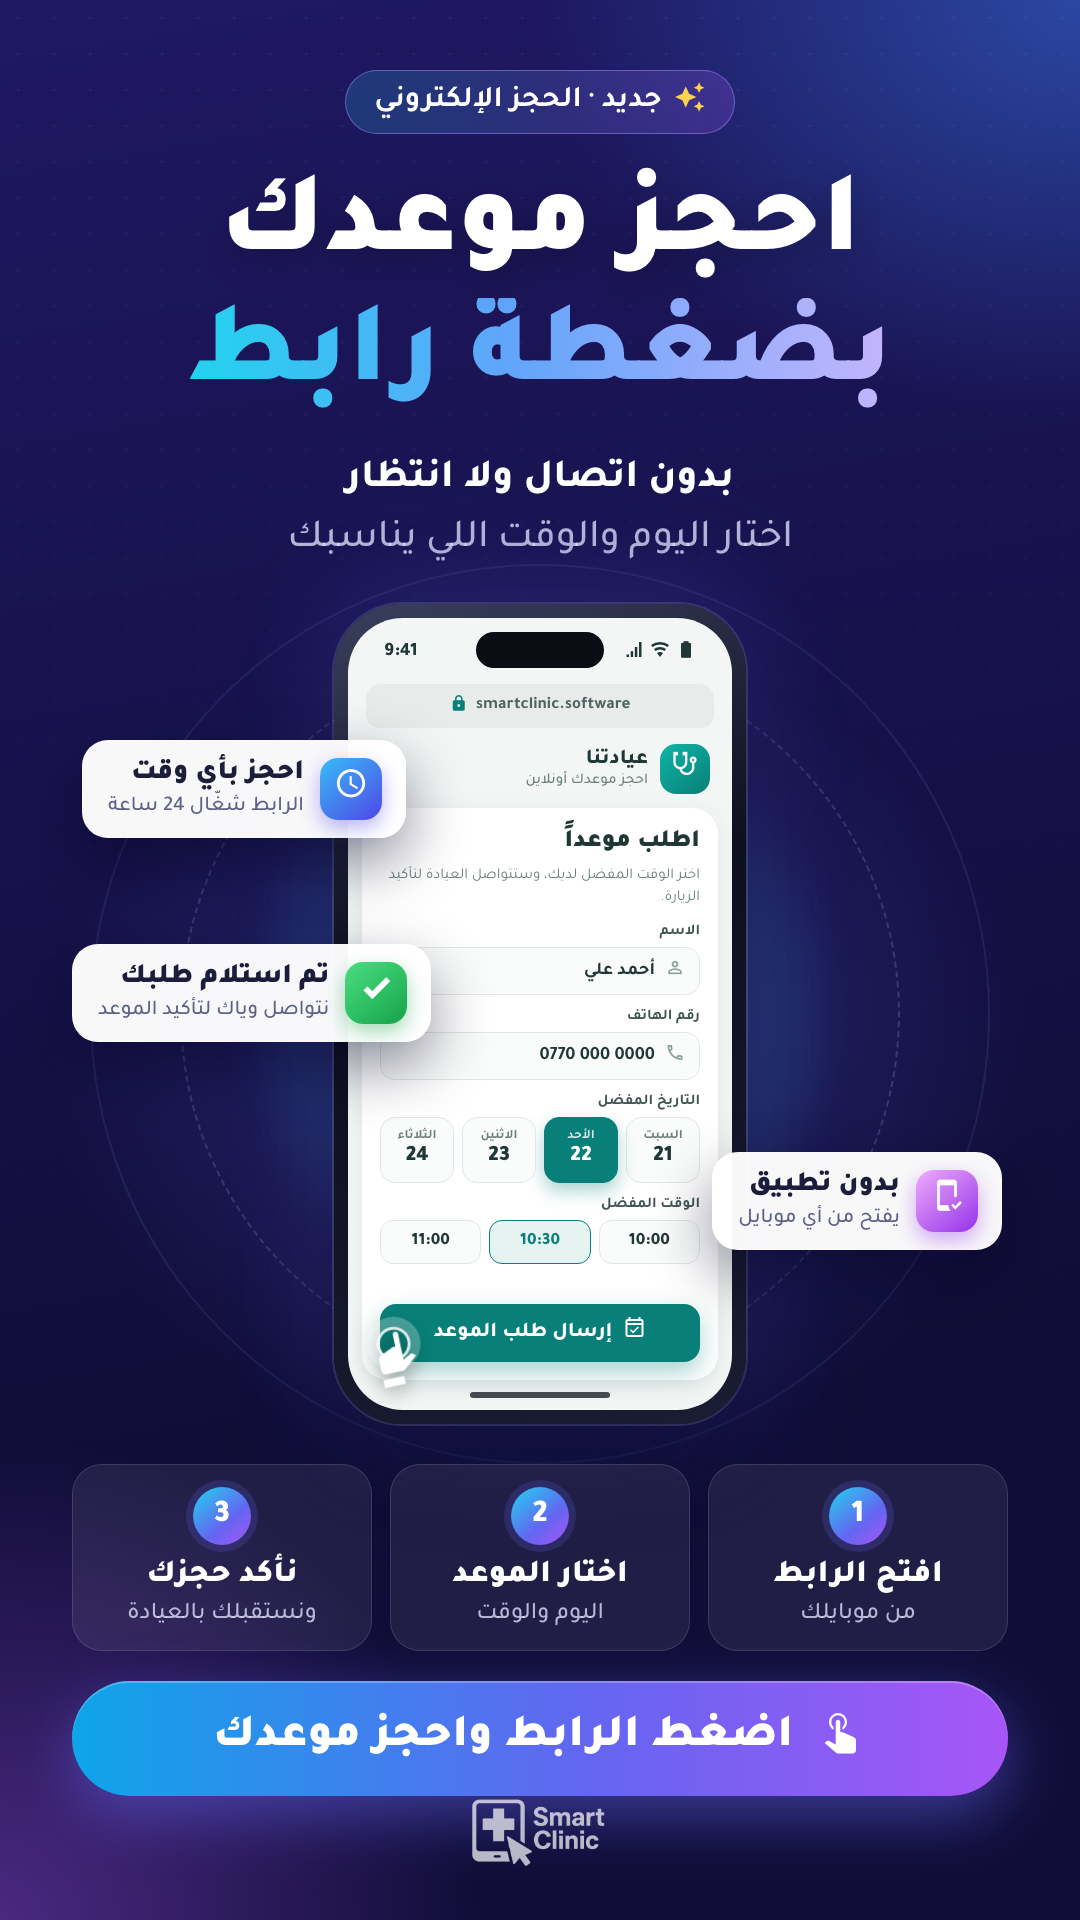 جديد · الحجز الإلكتروني
احجز موعدك
بضغطة رابط
بدون اتصال ولا انتظار
اختار اليوم والوقت اللي يناسبك
9:41
smartclinic.software
عيادتنا
احجز موعدك أونلاين
احجز بأي وقت
الرابط شغّال 24 ساعة
اطلب موعداً
اختر الوقت المفضل لديك، وستتواصل العيادة لتأكيد
الزيارة.
الاسم
أحمد علي
تم استلام طلبك
نتواصل وياك لتأكيد الموعد
رقم الهاتف
0770 000 0000
التاريخ المفضل
السبت الأحد الاثنين الثلاثاء
21 22 23 24
بدون تطبيق
يفتح من أي موبايل
الوقت المفضل
10:00 10:30 11:00
إرسال طلب الموعد
1
افتح الرابط
من موبايلك
2
اختار الموعد
اليوم والوقت
3
نأكد حجزك
ونستقبلك بالعيادة
اضغط الرابط واحجز موعدك
Smart
Clinic